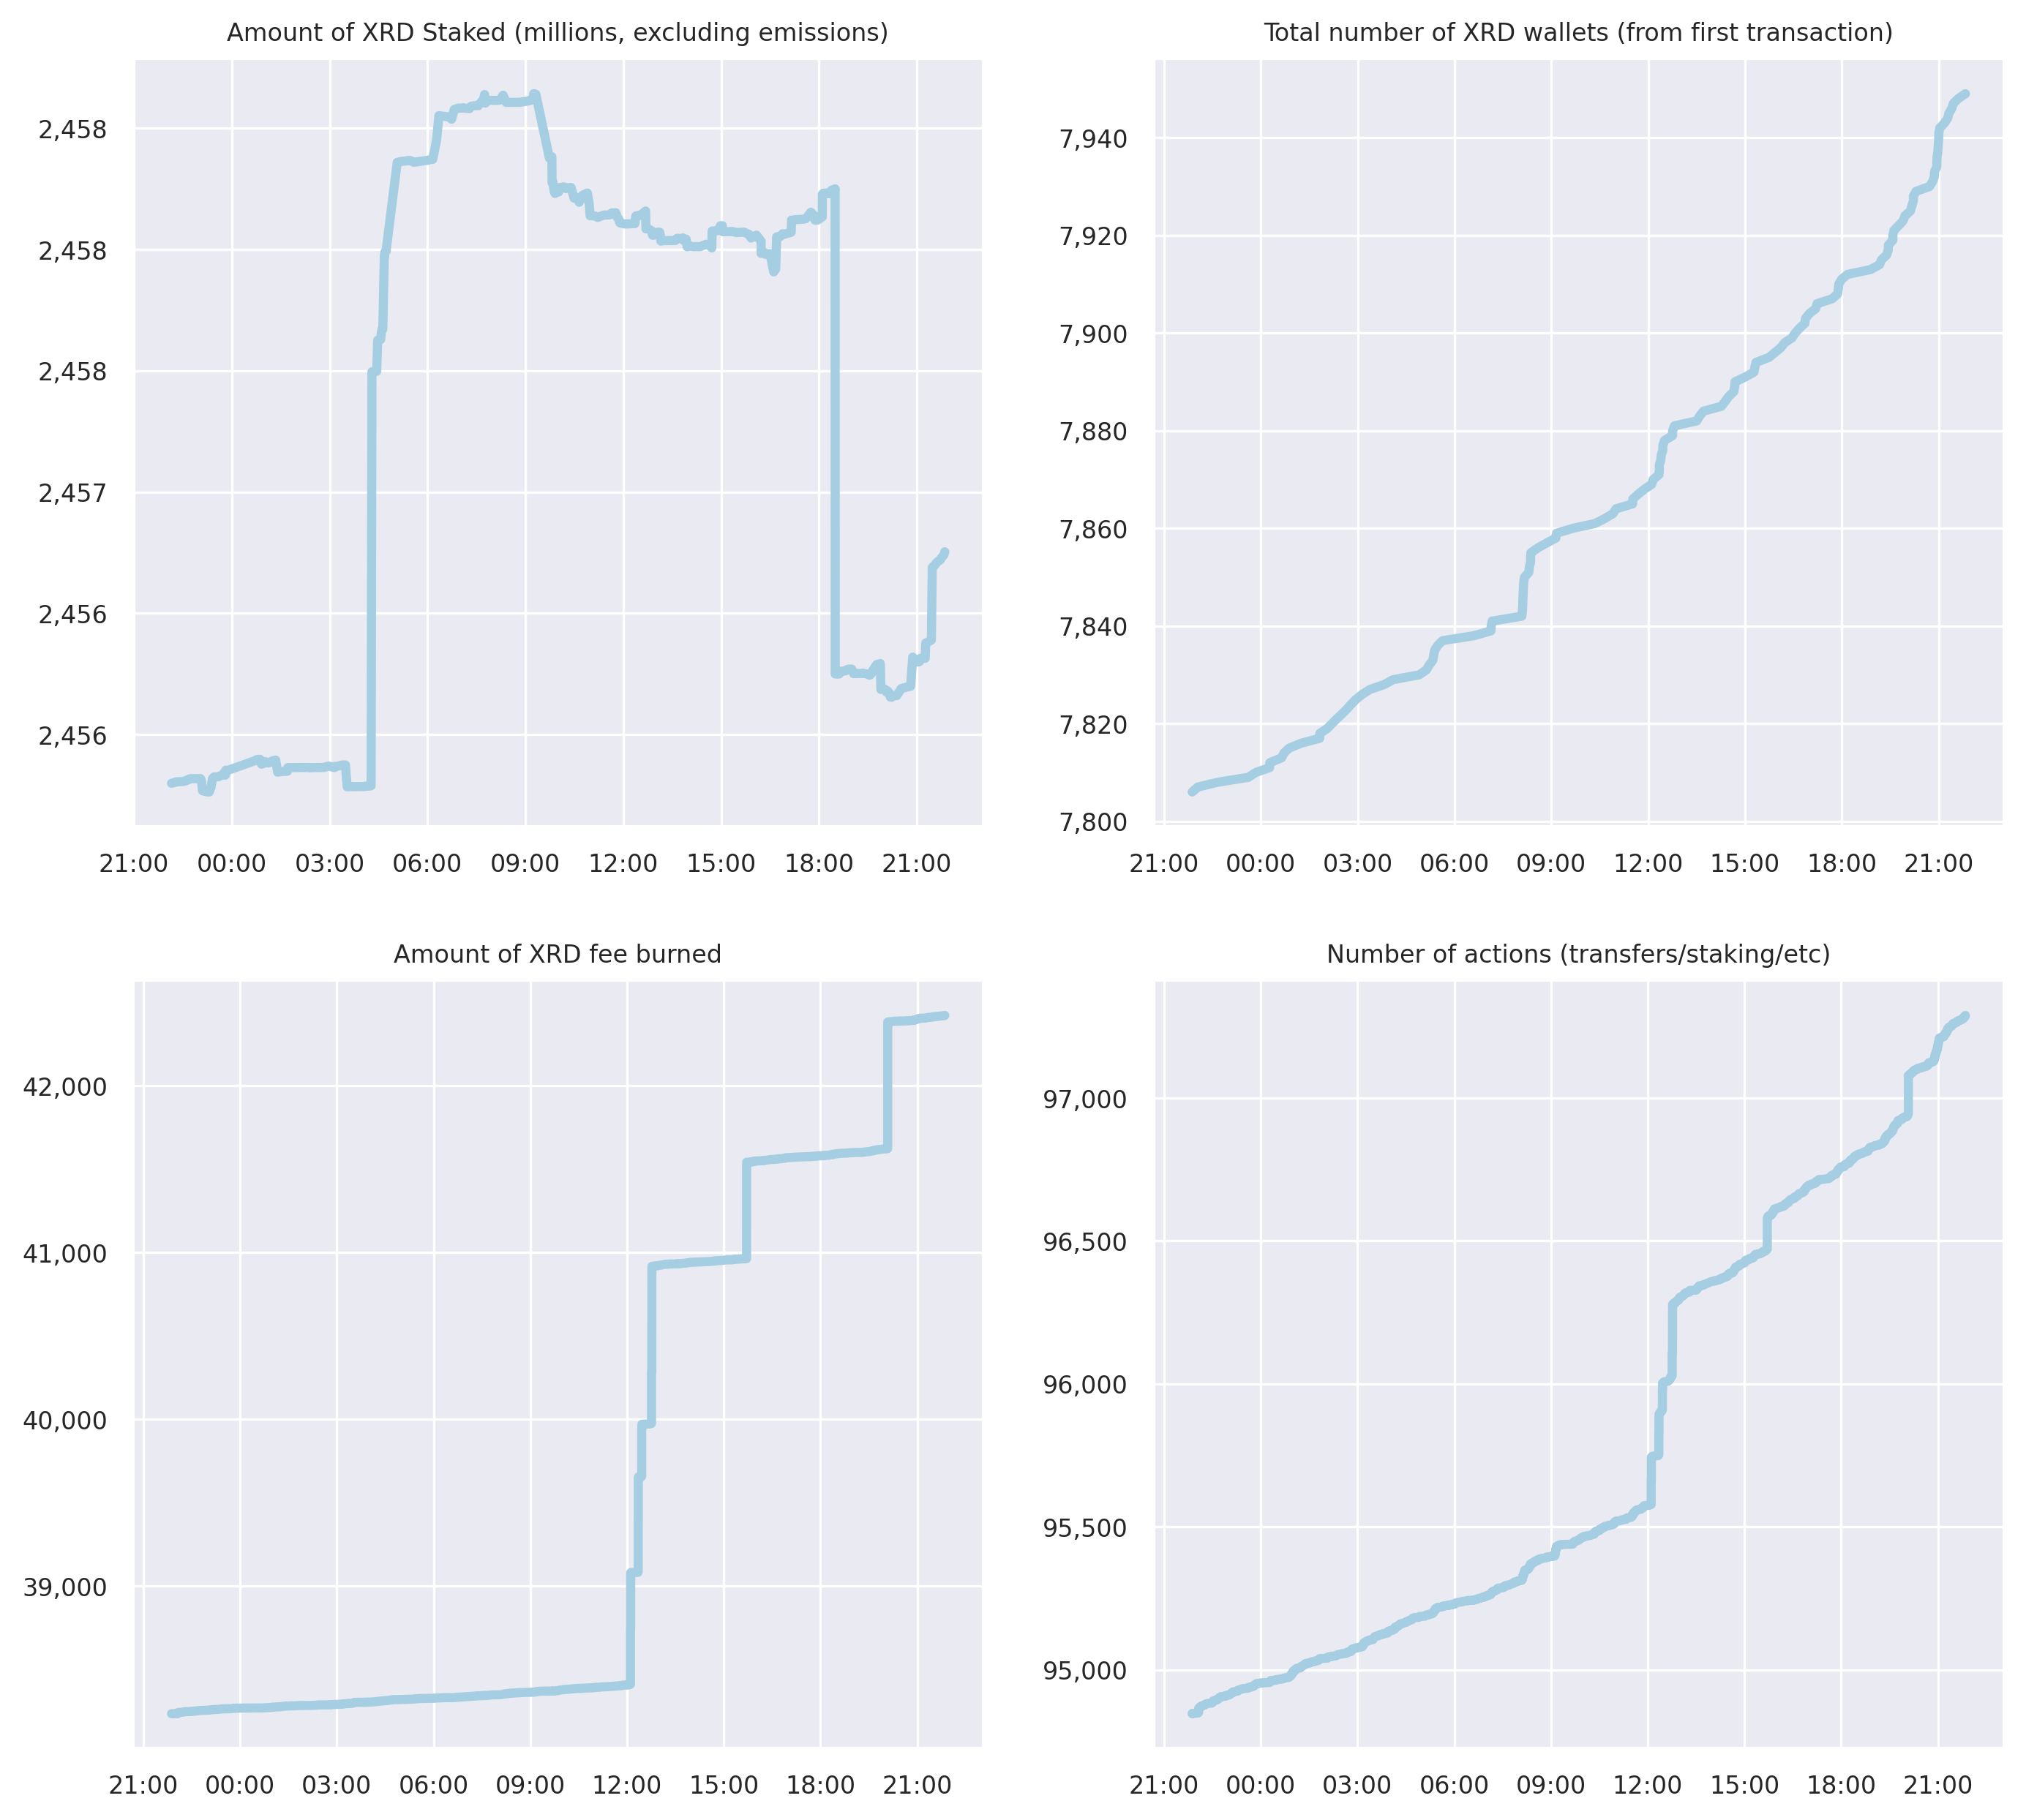 Amount of XRD Staked (millions, excluding emissions)
2,458
2,458
2,458
2,457
2,456
2,456
21:00 00:00 03:00 06:00 09:00 12:00 15:00 18:00 21:00
Total number of XRD wallets (from first transaction)
7,940
7,920
7,900
7,880
7,860
7,840
7,820
7,800
21:00 00:00 03:00 06:00 09:00 12:00 15:00 18:00 21:00
Amount of XRD fee burned
42,000
41,000
40,000
39,000
21:00 00:00 03:00 06:00 09:00 12:00 15:00 18:00 21:00
Number of actions (transfers/staking/etc)
97,000
96,500
96,000
95,500
95,000
21:00 00:00 03:00 06:00 09:00 12:00 15:00 18:00 21:00